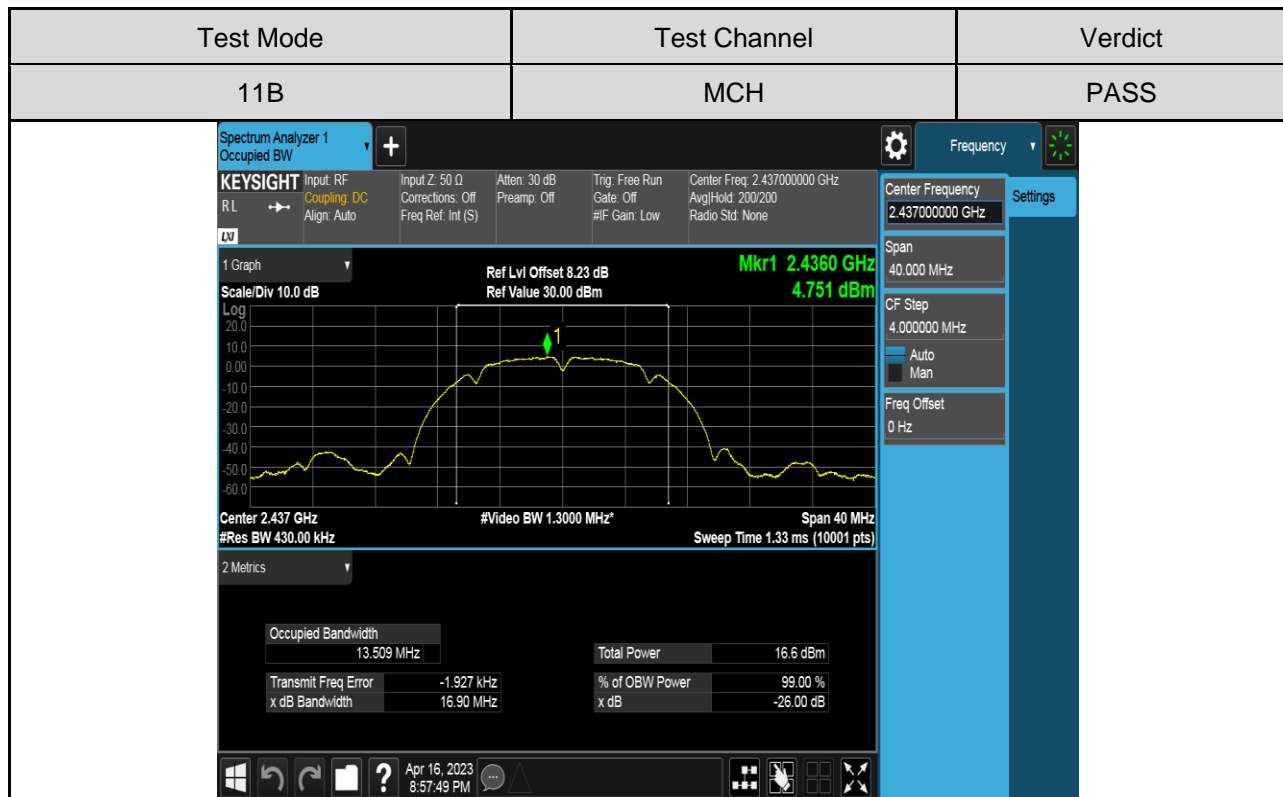 Test Mode Test Channel Verdict
11B MCH PASS
Spectrum Analyzer 1
Occupied BW
+
Frequency
KEYSIGHT Input: RF Input Z: 50 Ω Atten: 30 dB Trig: Free Run Center Freq: 2.437000000 GHz
RL Coupling: DC Corrections: Off Preamp: Off Gate: Off Avg|Hold: 200/200
Align: Auto Freq Ref: Int (S) #IF Gain: Low Radio Std: None
LXI
Center Frequency
2.437000000 GHz
Settings
Span
40.000 MHz
CF Step
4.000000 MHz
Auto
Man
Freq Offset
0 Hz
1 Graph
Ref Lvl Offset 8.23 dB Mkr1 2.4360 GHz
Scale/Div 10.0 dB Ref Value 30.00 dBm 4.751 dBm
Log
20.0
10.0
0.00
-10.0
-20.0
-30.0
-40.0
-50.0
-60.0
1
Center 2.437 GHz #Video BW 1.3000 MHz* Span 40 MHz
#Res BW 430.00 kHz Sweep Time 1.33 ms (10001 pts)
2 Metrics
Occupied Bandwidth
13.509 MHz Total Power 16.6 dBm
Transmit Freq Error -1.927 kHz % of OBW Power 99.00 %
x dB Bandwidth 16.90 MHz x dB -26.00 dB
? Apr 16, 2023
8:57:49 PM